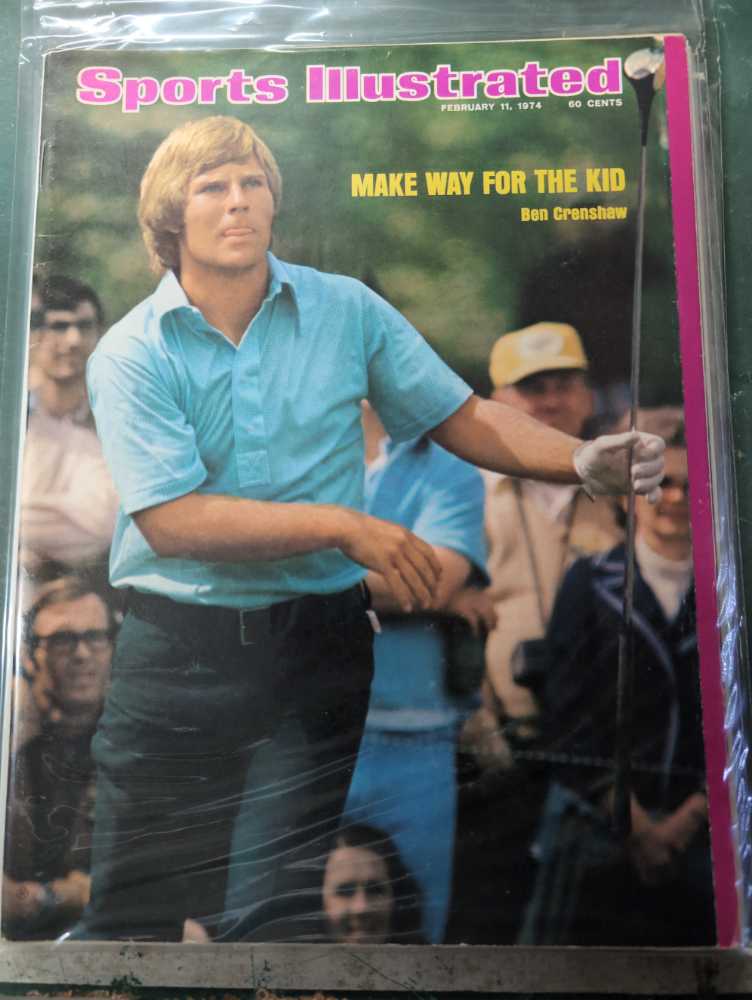 Sports Illustrated
FEBRUARY 11, 1974 60 CENTS
MAKE WAY FOR THE KID
Ben Crenshaw